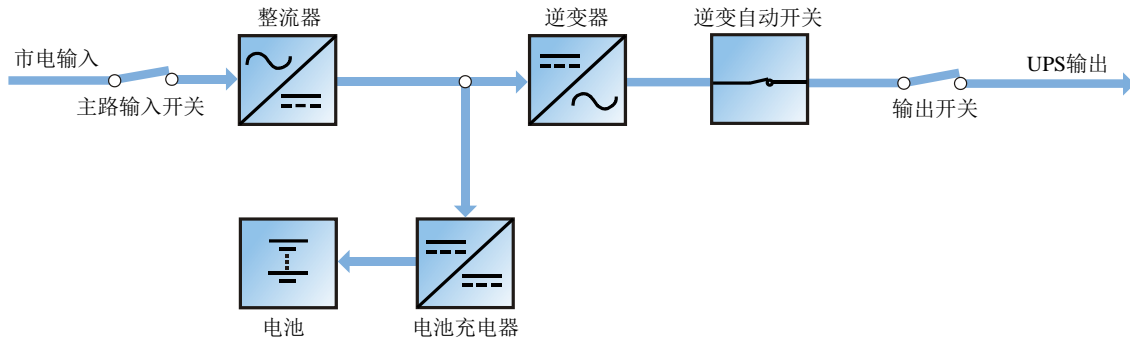 整流器
逆变器
逆变自动开关
市电输入
UPS输出
主路输入开关
输出开关
电池
电池充电器